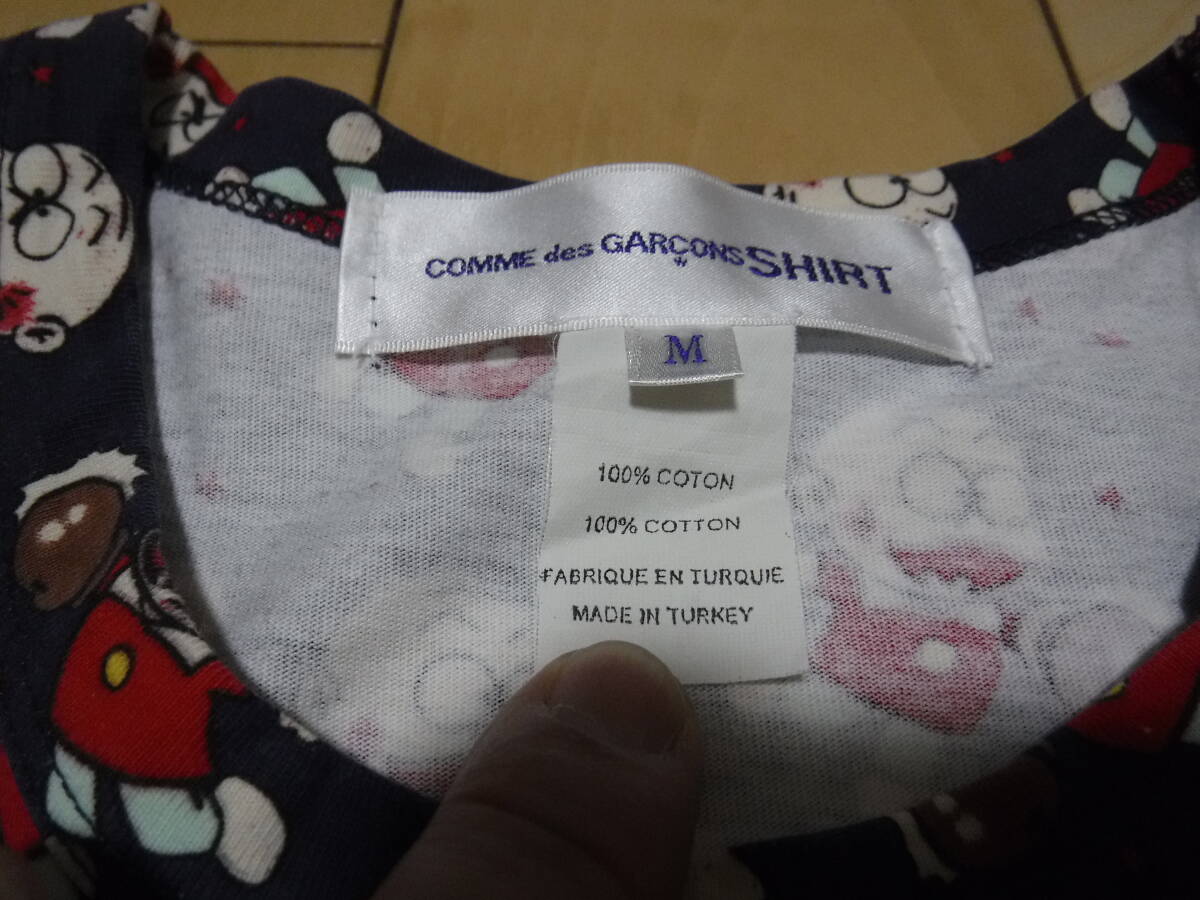 COMME des GARÇONS SHIRT
M
100% COTON
100% COTTON
FABRIQUE EN TURQUIE
MADE IN TURKEY